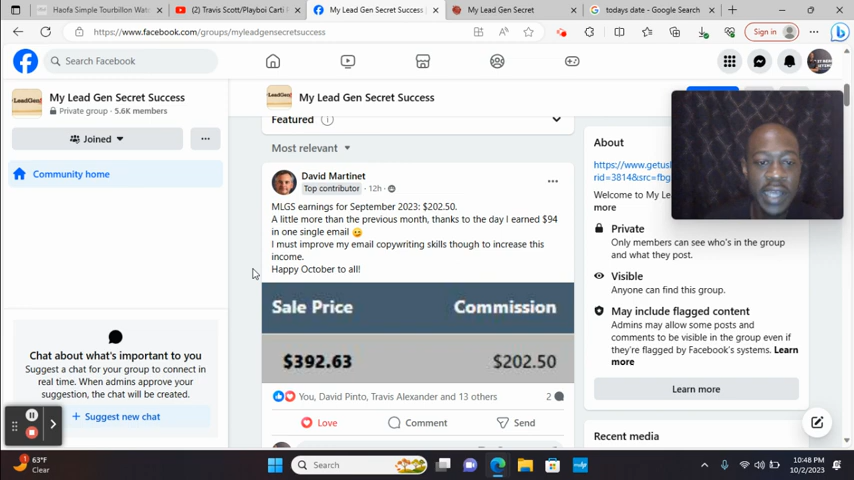 Haofa Simple Tourbillon Wat
(2) Travis Scott/Playboi Carti
My Lead Gen Secret Success
My Lead Gen Secret
todays date - Google Search
https://www.facebook.com/groups/myleadgensecretsuccess
Sign in
Search Facebook
My Lead Gen Secret Success
Private group · 5.6K members
Joined
Community home
Chat about what's important to you
Suggest a chat for your group to connect in
real time. When admins approve your
suggestion, the chat will be created.
+ Suggest new chat
My Lead Gen Secret Success
Featured
Most relevant
David Martinet
Top contributor · 12h ·
MLGS earnings for September 2023: $202.50.
A little more than the previous month, thanks to the day I earned $94
in one single email
I must improve my email copywriting skills though to increase this
income.
Happy October to all!
Sale Price Commission
$392.63 $202.50
You, David Pinto, Travis Alexander and 13 others
2
Love Comment Send
About
https://www.getus
rid=3814&src=fbg
Welcome to My Le
more
Private
Only members can see who's in the group
and what they post.
Visible
Anyone can find this group.
May include flagged content
Admins may allow some posts and
comments to be visible in the group even if
they're flagged by Facebook's systems. Learn
more
Learn more
Recent media
63°F
Clear
Search
10:48 PM
10/2/2023